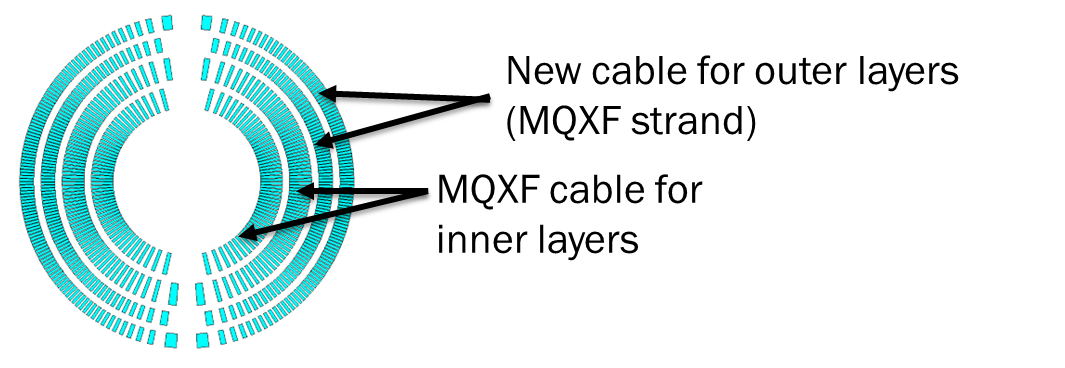 New cable for outer layers
(MQXF strand)
MQXF cable for
inner layers